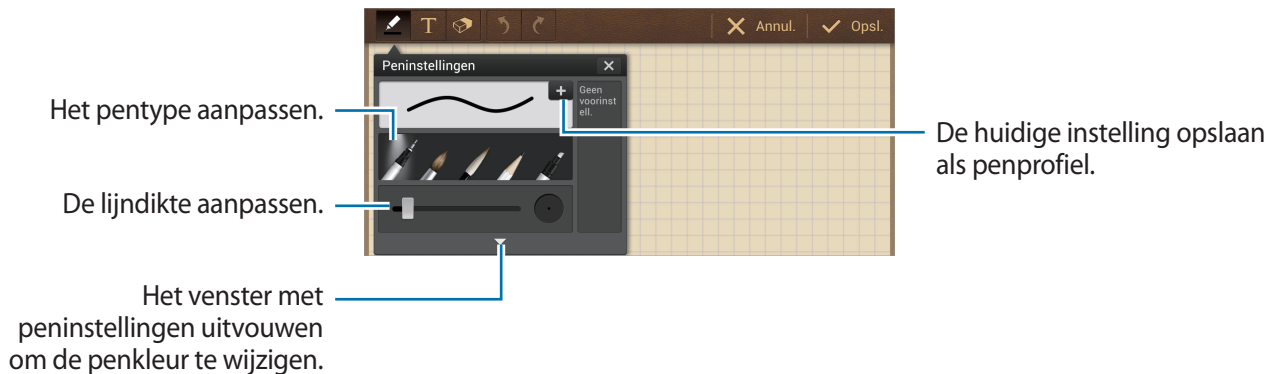 T
Annul.
Opsl.
Peninstellingen
Geen
voorinst
ell.
Het pentype aanpassen.
De huidige instelling opslaan
als penprofiel.
De lijndikte aanpassen.
Het venster met
peninstellingen uitvouwen
om de penkleur te wijzigen.